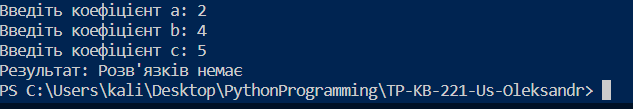 Введіть коефіцієнт a: 2
Введіть коефіцієнт b: 4
Введіть коефіцієнт c: 5
Результат: Розв'язків немає
PS C:\Users\kali\Desktop\PythonProgramming\TP-KB-221-Us-Oleksandr>